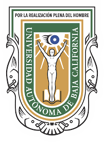 POR LA REALIZACIÓN PLENA DEL HOMBRE
UNIVERSIDAD AUTÓNOMA DE BAJA CALIFORNIA